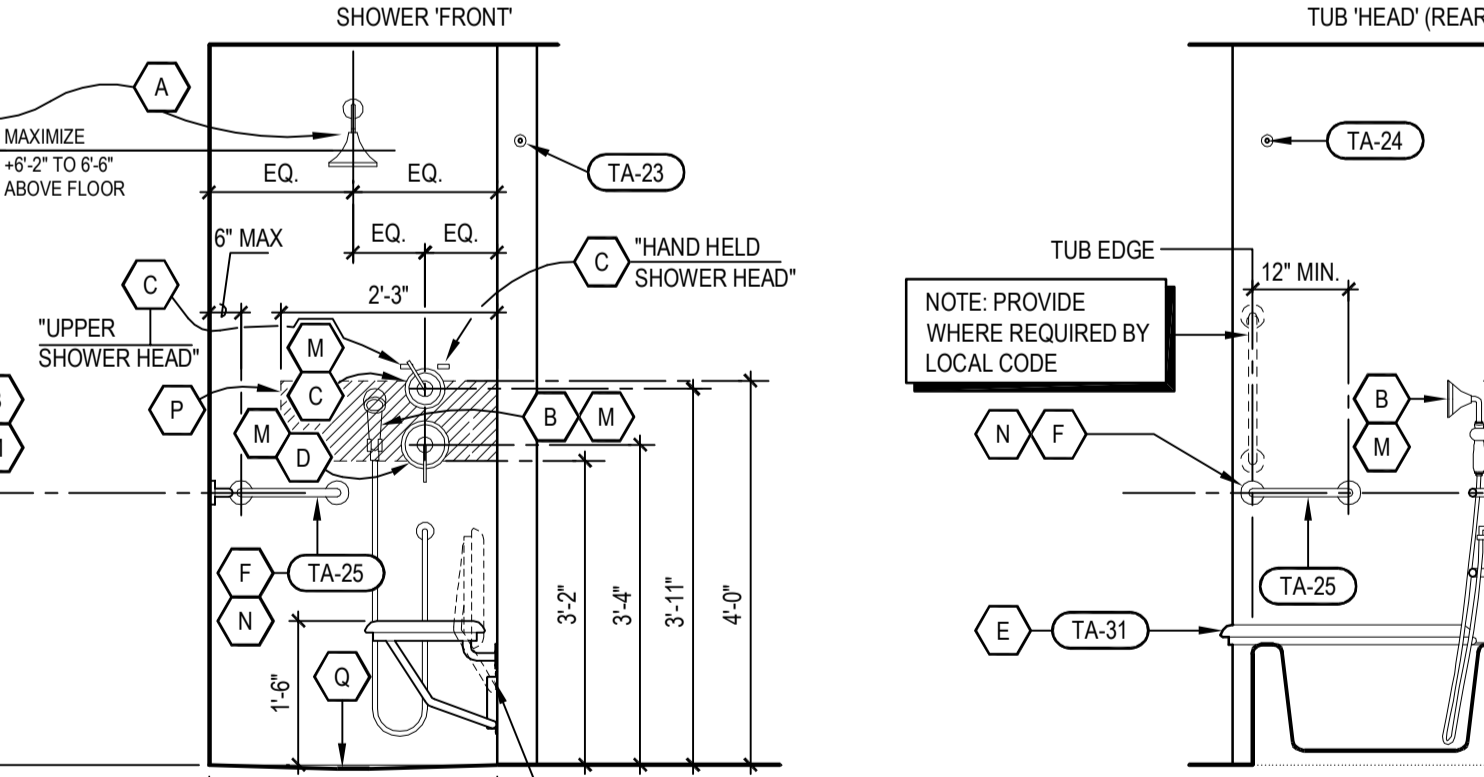 SHOWER 'FRONT'
A
MAXIMIZE
+6'-2" TO 6'-6"
ABOVE FLOOR
EQ.
EQ.
TA-23
6" MAX
EQ.
EQ.
C
"HAND HELD
SHOWER HEAD"
C
2'-3"
"UPPER
SHOWER HEAD"
M
C
P
M
D
B
M
F
TA-25
N
3'-2"
3'-4"
3'-11"
4'-0"
1'-6"
Q
TUB 'HEAD' (REAR
TA-24
TUB EDGE
12" MIN.
NOTE: PROVIDE
WHERE REQUIRED BY
LOCAL CODE
B
M
N
F
TA-25
E
TA-31